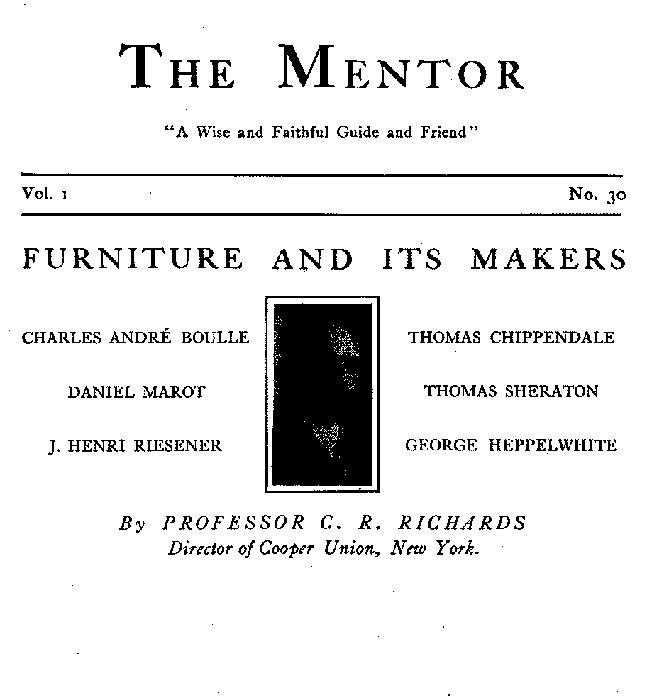 THE MENTOR
"A Wise and Faithful Guide and Friend"
Vol. 1 No. 30
FURNITURE AND ITS MAKERS
CHARLES ANDRÉ BOULLE THOMAS CHIPPENDALE
DANIEL MAROT THOMAS SHERATON
J. HENRI RIESENER GEORGE HEPPELWHITE
By PROFESSOR C. R. RICHARDS
Director of Cooper Union, New York.